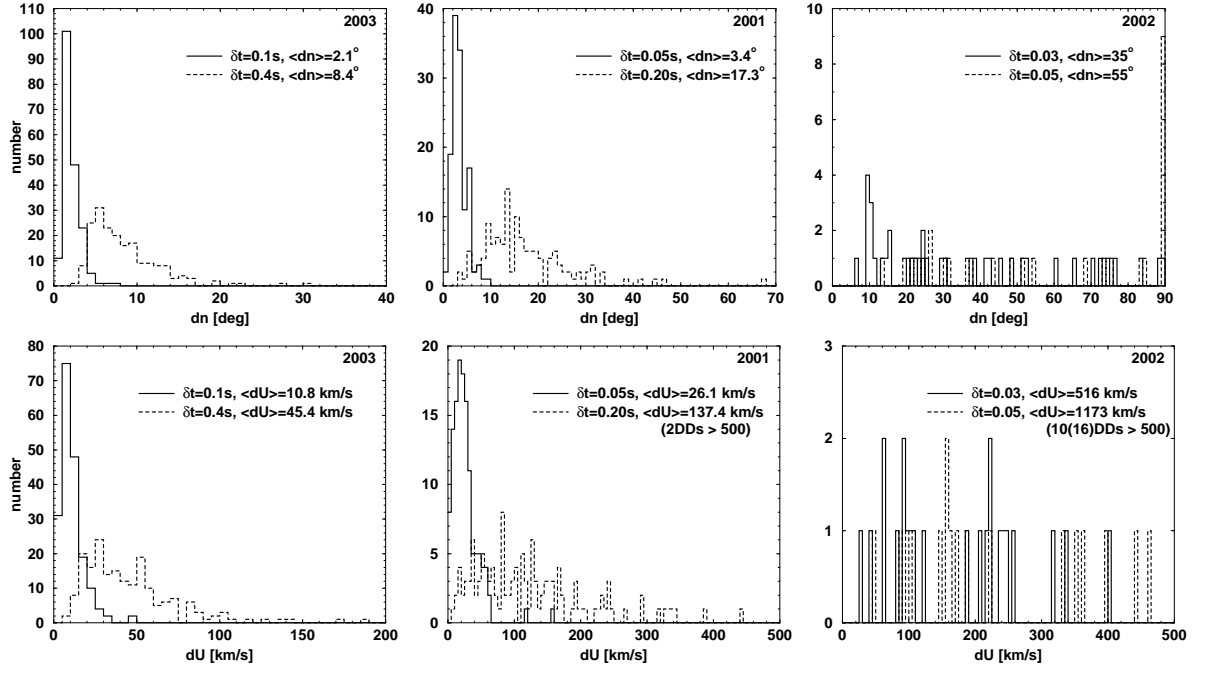 2003
δt=0.1s, <dn>=2.1°
δt=0.4s, <dn>=8.4°
number
110
100
90
80
70
60
50
40
30
20
10
0
0 10 20 30 40
dn [deg]
2001
δt=0.05s, <dn>=3.4°
δt=0.20s, <dn>=17.3°
40
30
20
10
0
0 10 20 30 40 50 60 70
dn [deg]
2002
δt=0.03, <dn>=35°
δt=0.05, <dn>=55°
10
8
6
4
2
0
0 10 20 30 40 50 60 70 80 90
dn [deg]
2003
δt=0.1s, <dU>=10.8 km/s
δt=0.4s, <dU>=45.4 km/s
number
80
70
60
50
40
30
20
10
0
0 50 100 150 200
dU [km/s]
2001
δt=0.05s, <dU>=26.1 km/s
δt=0.20s, <dU>=137.4 km/s
(2DDs > 500)
20
15
10
5
0
0 100 200 300 400 500
dU [km/s]
2002
δt=0.03, <dU>=516 km/s
δt=0.05, <dU>=1173 km/s
(10(16)DDs > 500)
3
2
1
0
0 100 200 300 400 500
dU [km/s]